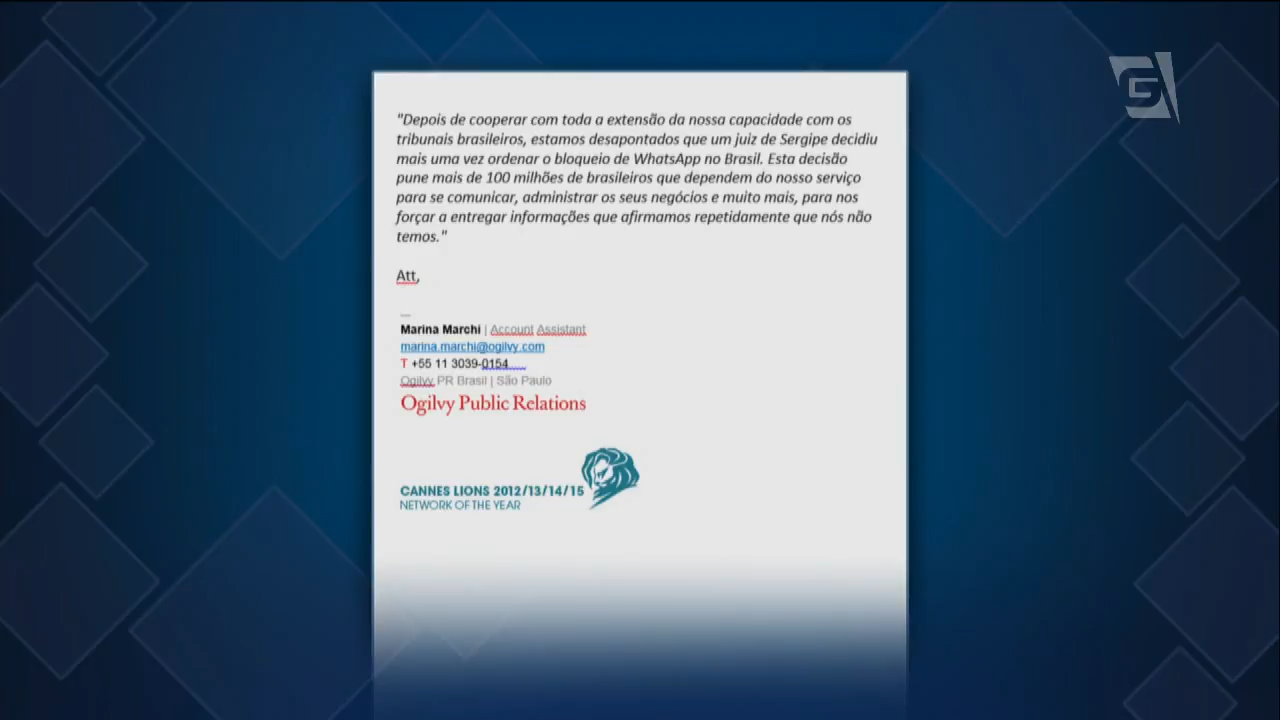 "Depois de cooperar com toda a extensão da nossa capacidade com os
tribunais brasileiros, estamos desapontados que um juiz de Sergipe decidiu
mais uma vez ordenar o bloqueio de WhatsApp no Brasil. Esta decisão
pune mais de 100 milhões de brasileiros que dependem do nosso serviço
para se comunicar, administrar os seus negócios e muito mais, para nos
forçar a entregar informações que afirmamos repetidamente que nós não
temos."
Att,
—
Marina Marchi | Account Assistant
marina.marchi@ogilvy.com
T +55 11 3039-0154
Ogilvy PR Brasil | São Paulo
Ogilvy Public Relations
CANNES LIONS 2012/13/14/15
NETWORK OF THE YEAR